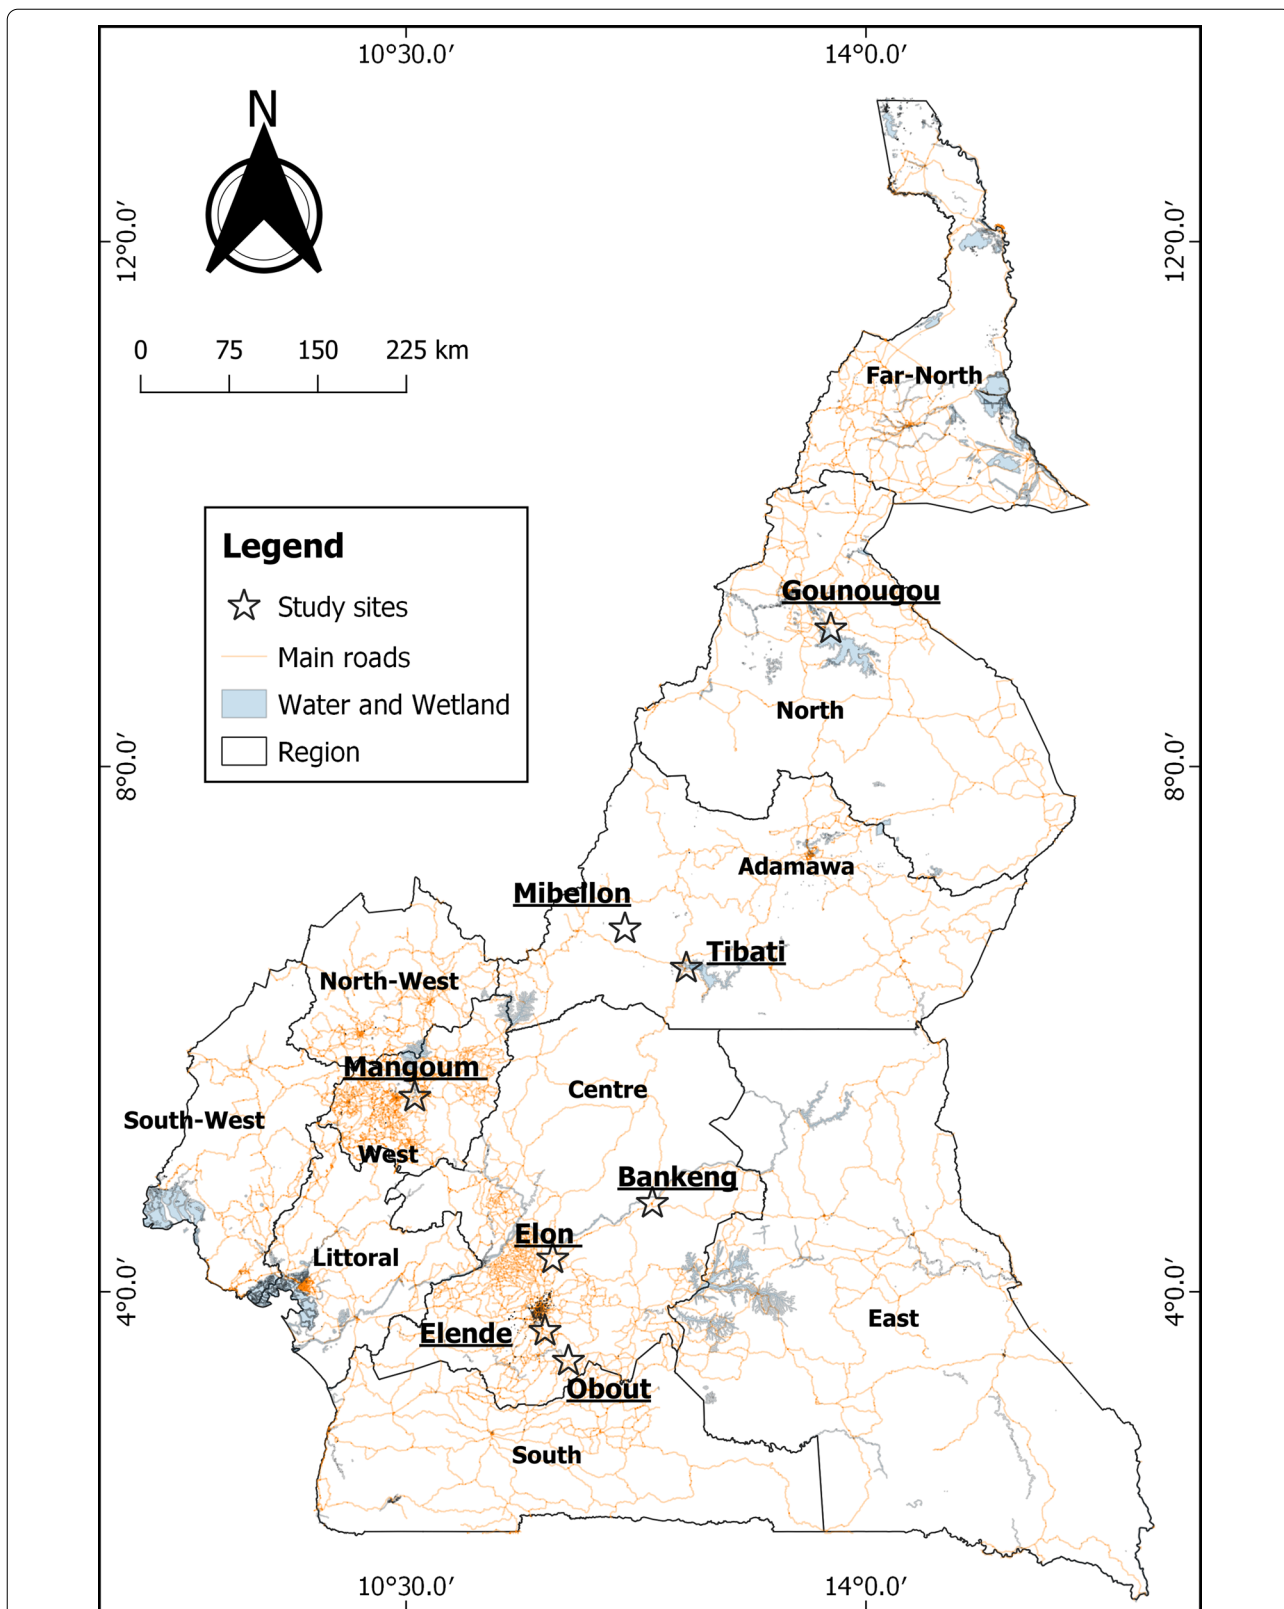 10°30.0′ 14°0.0′
N
12°0.0′ 12°0.0′
0 75 150 225 km
Far-North
Legend
Study sites
Main roads
Water and Wetland
Region
Gounougou
North
8°0.0′ 8°0.0′
Adamawa
Mibellon
Tibati
North-West
Mangoum
Centre
South-West
West
Bankeng
Elon
Littoral
4°0.0′ 4°0.0′
East
Elende
Obout
South
10°30.0′ 14°0.0′